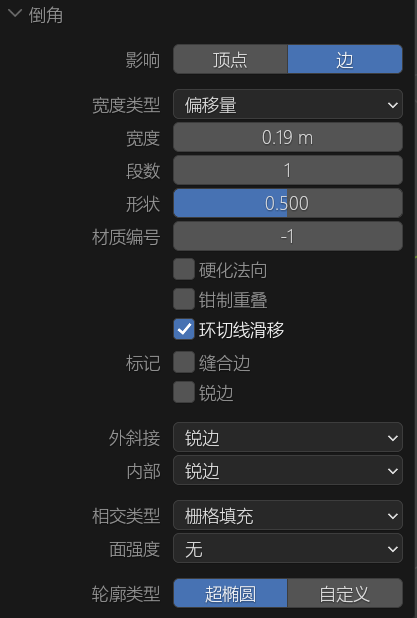 倒角
影响 顶点 边
宽度类型 偏移量
宽度 0.19 m
段数 1
形状 0.500
材质编号 -1
硬化法向
钳制重叠
环切线滑移
标记 缝合边
锐边
外斜接 锐边
内部 锐边
相交类型 栅格填充
面强度 无
轮廓类型 超椭圆 自定义